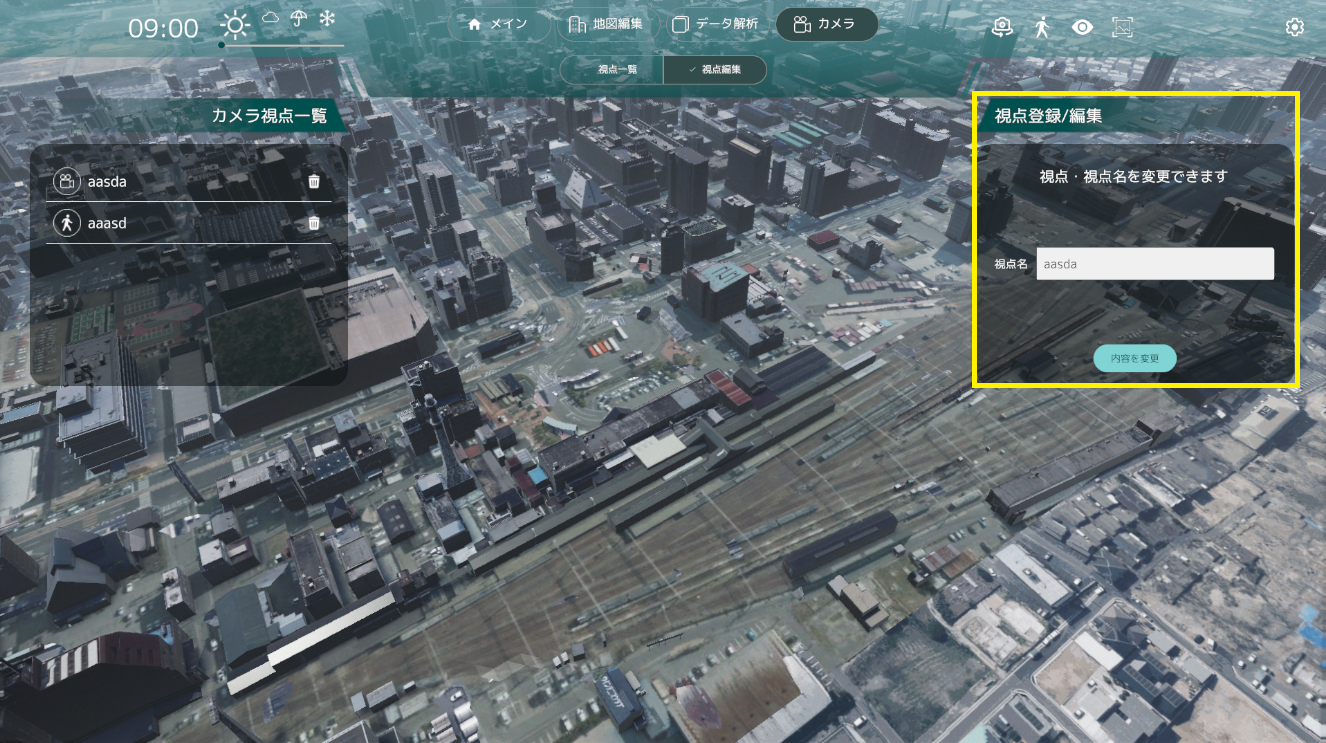 09:00
メイン
地図編集
データ解析
カメラ
視点一覧
視点編集
カメラ視点一覧
aasda
aaasd
視点登録/編集
視点・視点名を変更できます
視点名
aasda
内容を変更